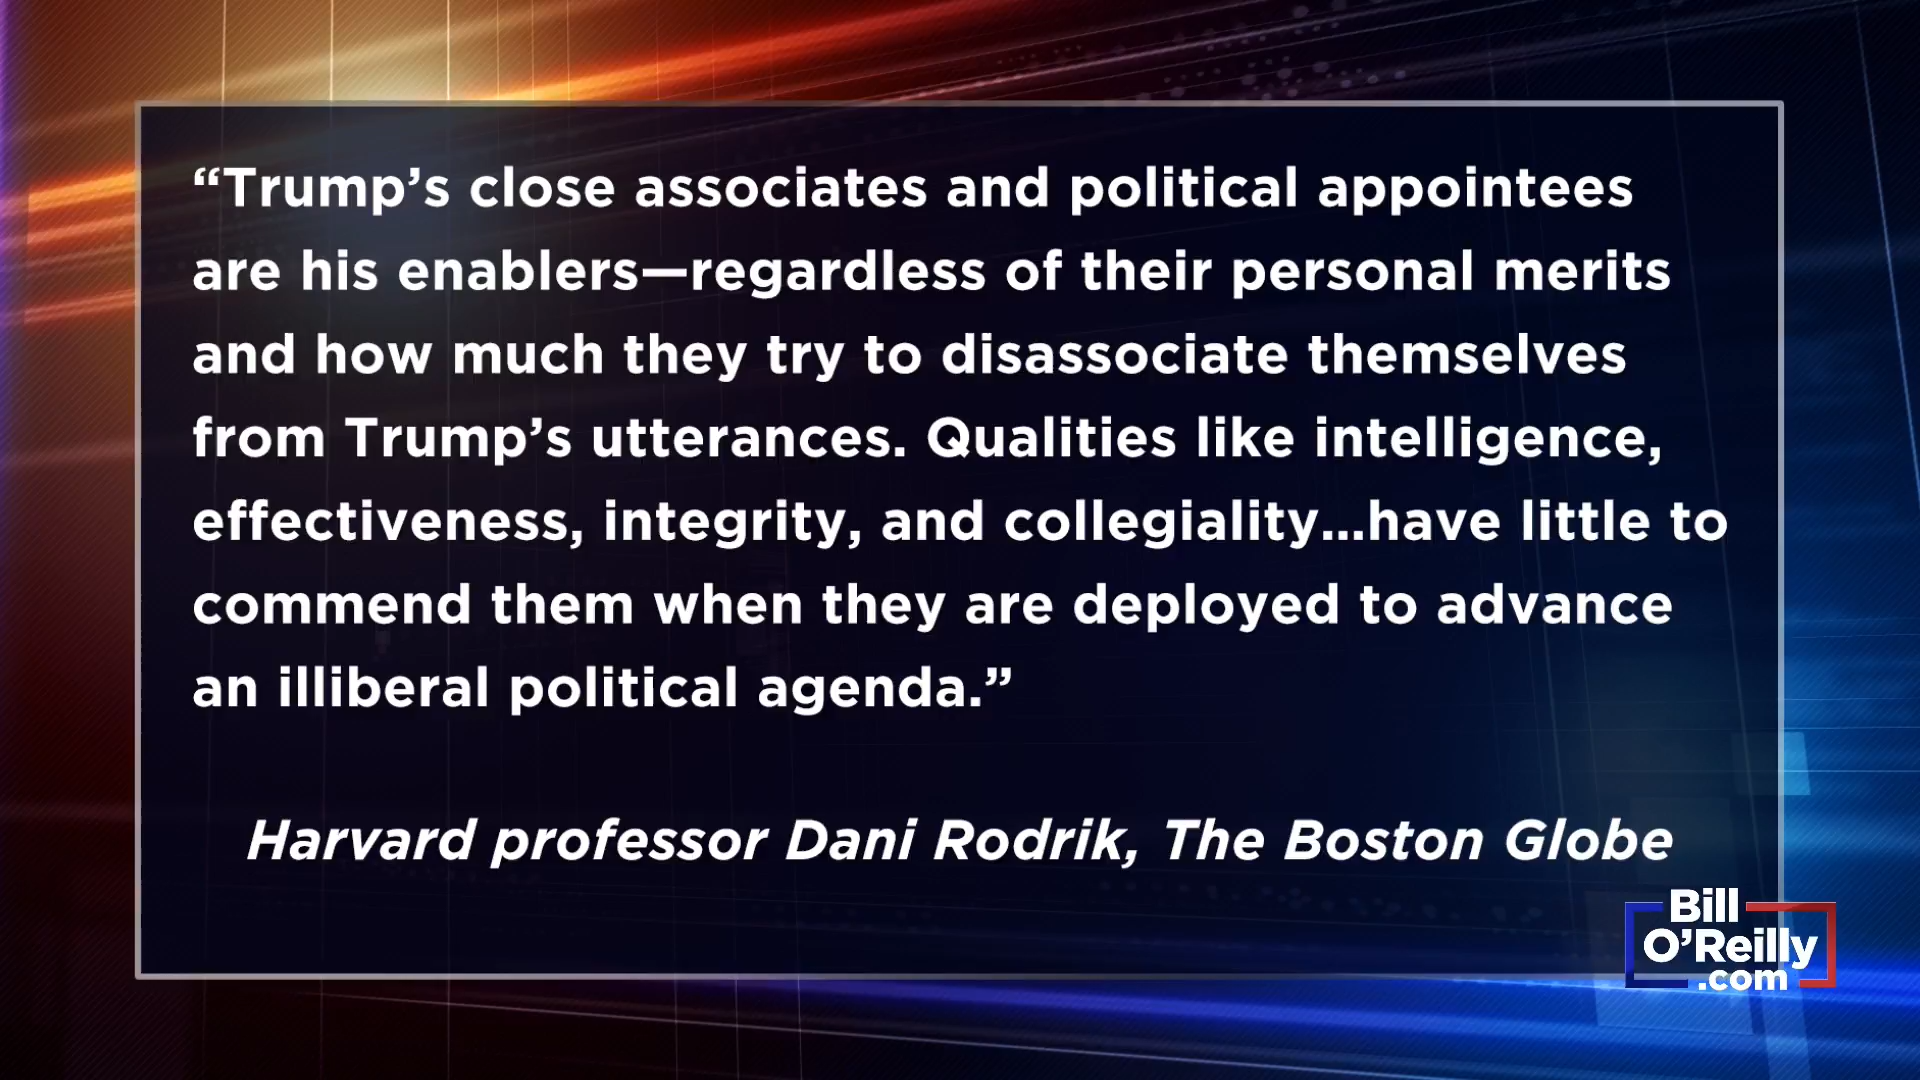 “Trump’s close associates and political appointees
are his enablers—regardless of their personal merits
and how much they try to disassociate themselves
from Trump’s utterances. Qualities like intelligence,
effectiveness, integrity, and collegiality...have little to
commend them when they are deployed to advance
an illiberal political agenda.”
Harvard professor Dani Rodrik, The Boston Globe
Bill
O’Reilly
.com